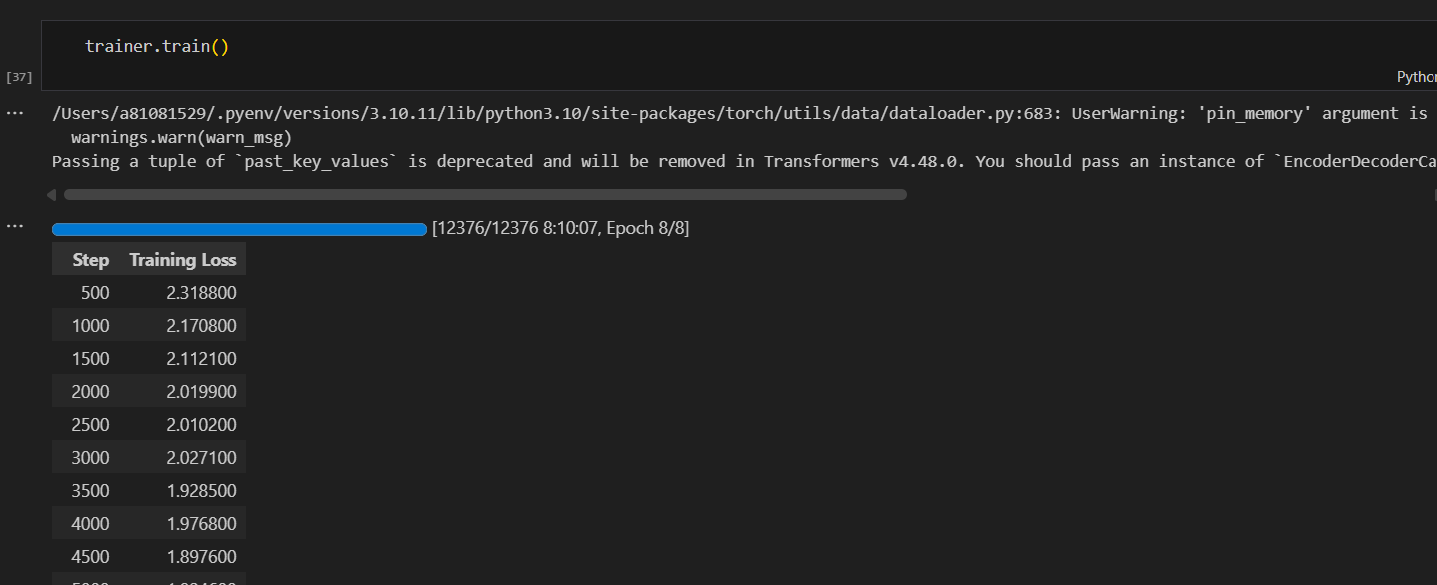 trainer.train()
[37]
Python
/Users/a81081529/.pyenv/versions/3.10.11/lib/python3.10/site-packages/torch/utils/data/dataloader.py:683: UserWarning: 'pin_memory' argument is
warnings.warn(warn_msg)
Passing a tuple of `past_key_values` is deprecated and will be removed in Transformers v4.48.0. You should pass an instance of `EncoderDecoderCa
[12376/12376 8:10:07, Epoch 8/8]
Step Training Loss
500 2.318800
1000 2.170800
1500 2.112100
2000 2.019900
2500 2.010200
3000 2.027100
3500 1.928500
4000 1.976800
4500 1.897600